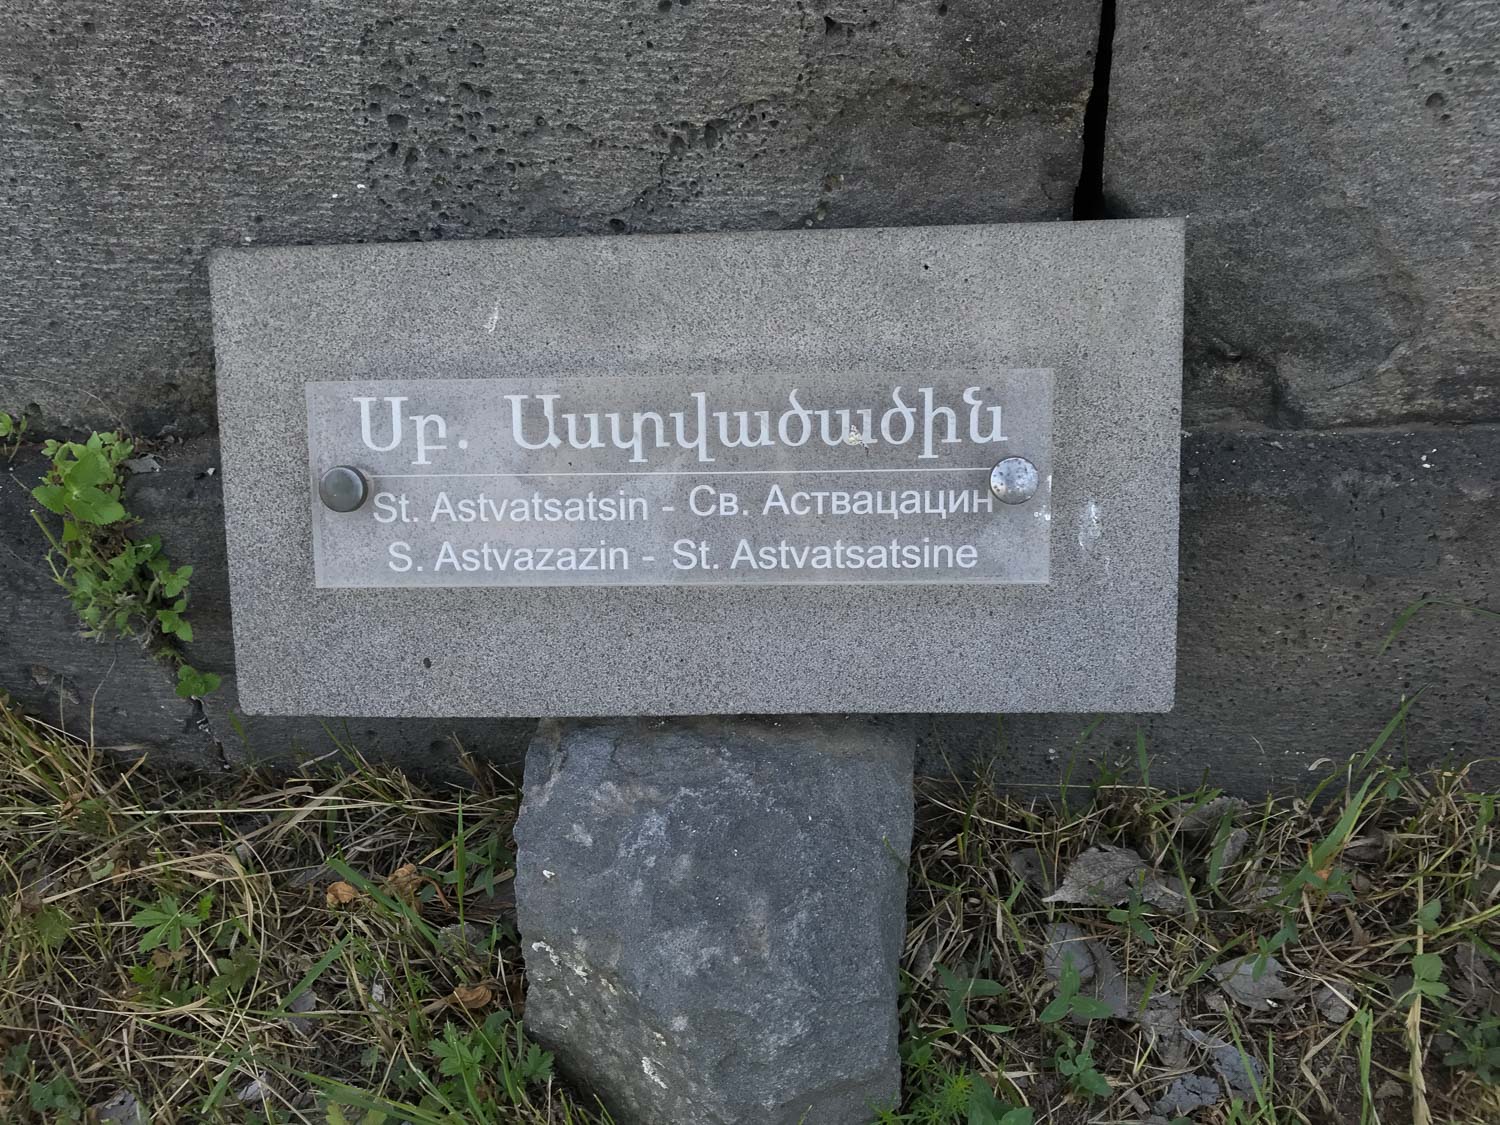 Սբ. Աստվածածին
St. Astvatsatsin - Св. Аствацацин
S. Astvazazin - St. Astvatsatsine